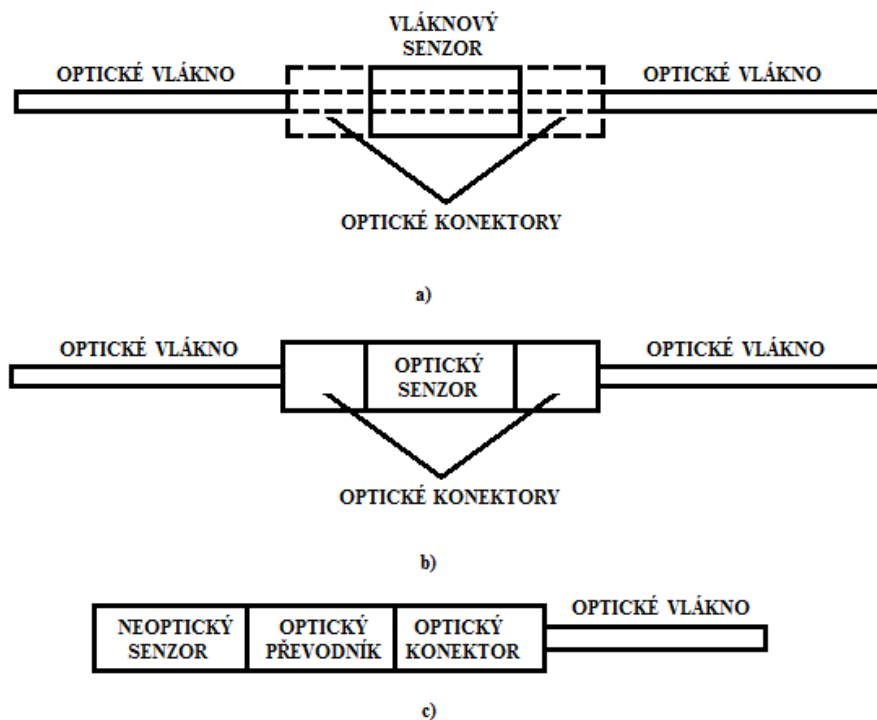 VLÁKNOVÝ
SENZOR
OPTICKÉ VLÁKNO
OPTICKÉ VLÁKNO
OPTICKÉ KONEKTORY
a)
OPTICKÉ VLÁKNO
OPTICKÝ
SENZOR
OPTICKÉ VLÁKNO
OPTICKÉ KONEKTORY
b)
NEOPTICKÝ
SENZOR
OPTICKÝ
PŘEVODNÍK
OPTICKÝ
KONEKTOR
OPTICKÉ VLÁKNO
c)